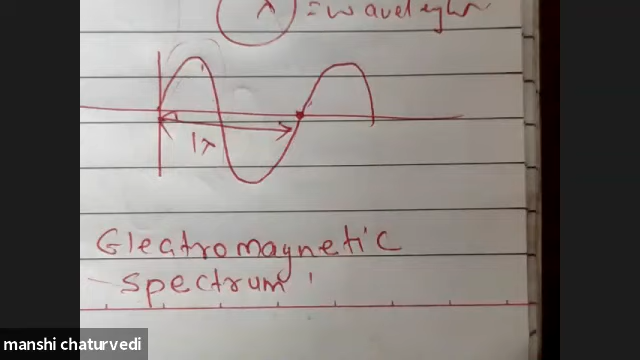 λ = wavelength
1λ
Electromagnetic
spectrum
manshi chaturvedi